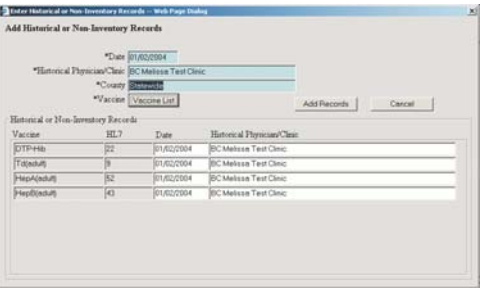 Enter Historical or Non-Inventory Records -- Web Page Dialog
Add Historical or Non-Inventory Records
*Date 01/02/2004
*Historical Physician/Clinic BC Melissa Test Clinic
*County Statewide
*Vaccine Vaccine List Add Records Cancel
Historical or Non-Inventory Records
Vaccine HL7 Date Historical Physician/Clinic
DTP-Hib 22 01/02/2004 BC Melissa Test Clinic
Td(adult) 9 01/02/2004 BC Melissa Test Clinic
HepA(adult) 52 01/02/2004 BC Melissa Test Clinic
HepB(adult) 43 01/02/2004 BC Melissa Test Clinic